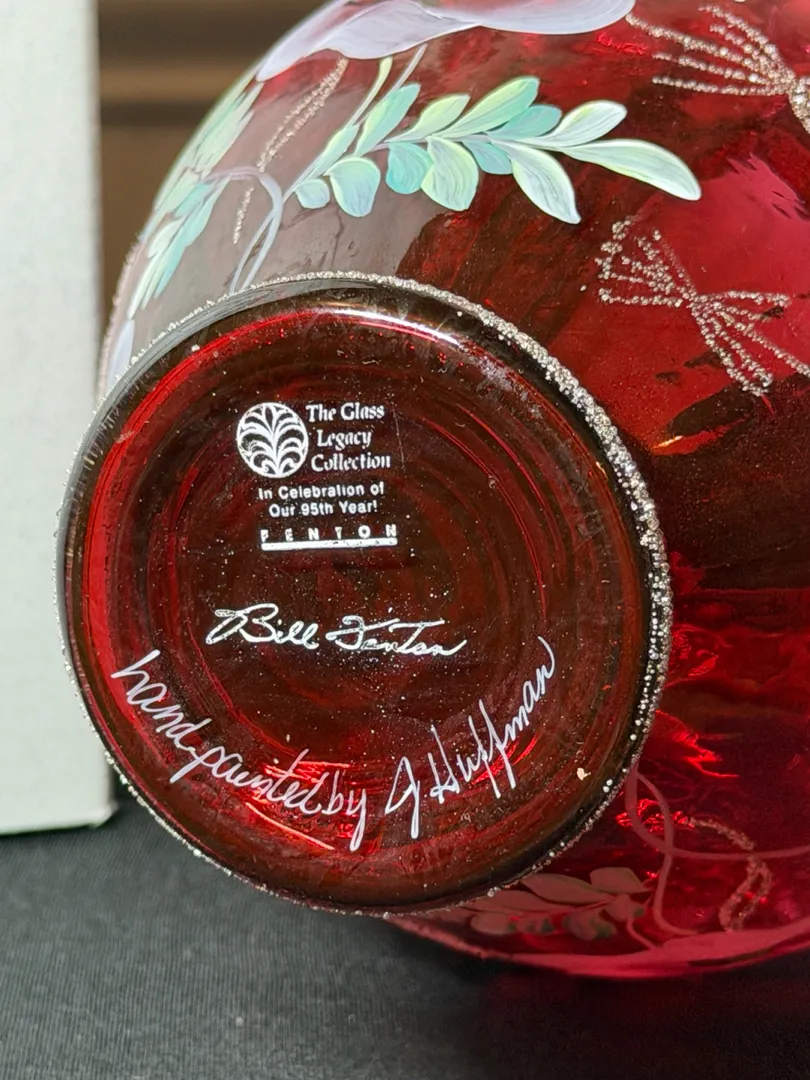 The Glass
Legacy
Collection
In Celebration of
Our 95th Year!
FENTON
Bill Fenton
hand painted by J Huffman